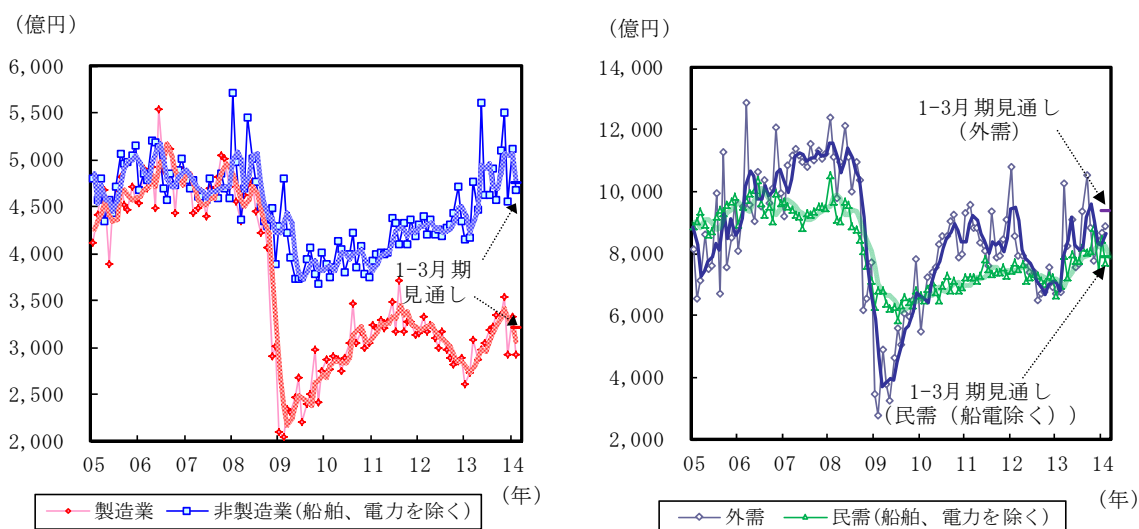 （億円）
6,000
5,500
5,000
4,500
4,000
3,500
3,000
2,500
2,000
1-3月期
見通し
05 06 07 08 09 10 11 12 13 14
（年）
製造業 非製造業(船舶、電力を除く)
（億円）
14,000
12,000
10,000
8,000
6,000
4,000
2,000
1-3月期見通し
（外需）
1-3月期見通し
（民需（船電除く））
05 06 07 08 09 10 11 12 13 14
（年）
外需 民需(船舶、電力を除く)